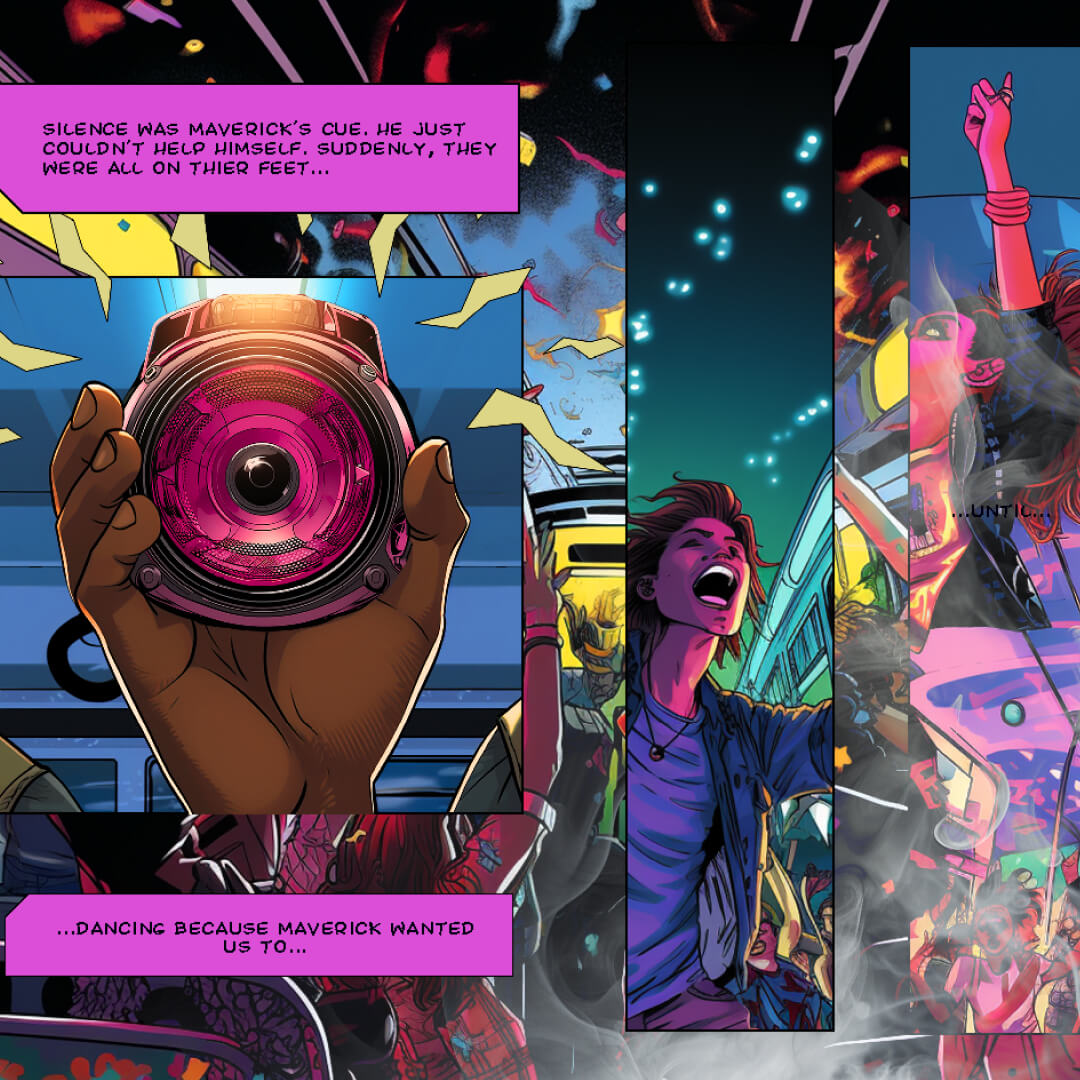 SILENCE WAS MAVERICK'S CUE. HE JUST
COULDN'T HELP HIMSELF. SUDDENLY, THEY
WERE ALL ON THIER FEET...
...DANCING BECAUSE MAVERICK WANTED
US TO...
...UNTIL...